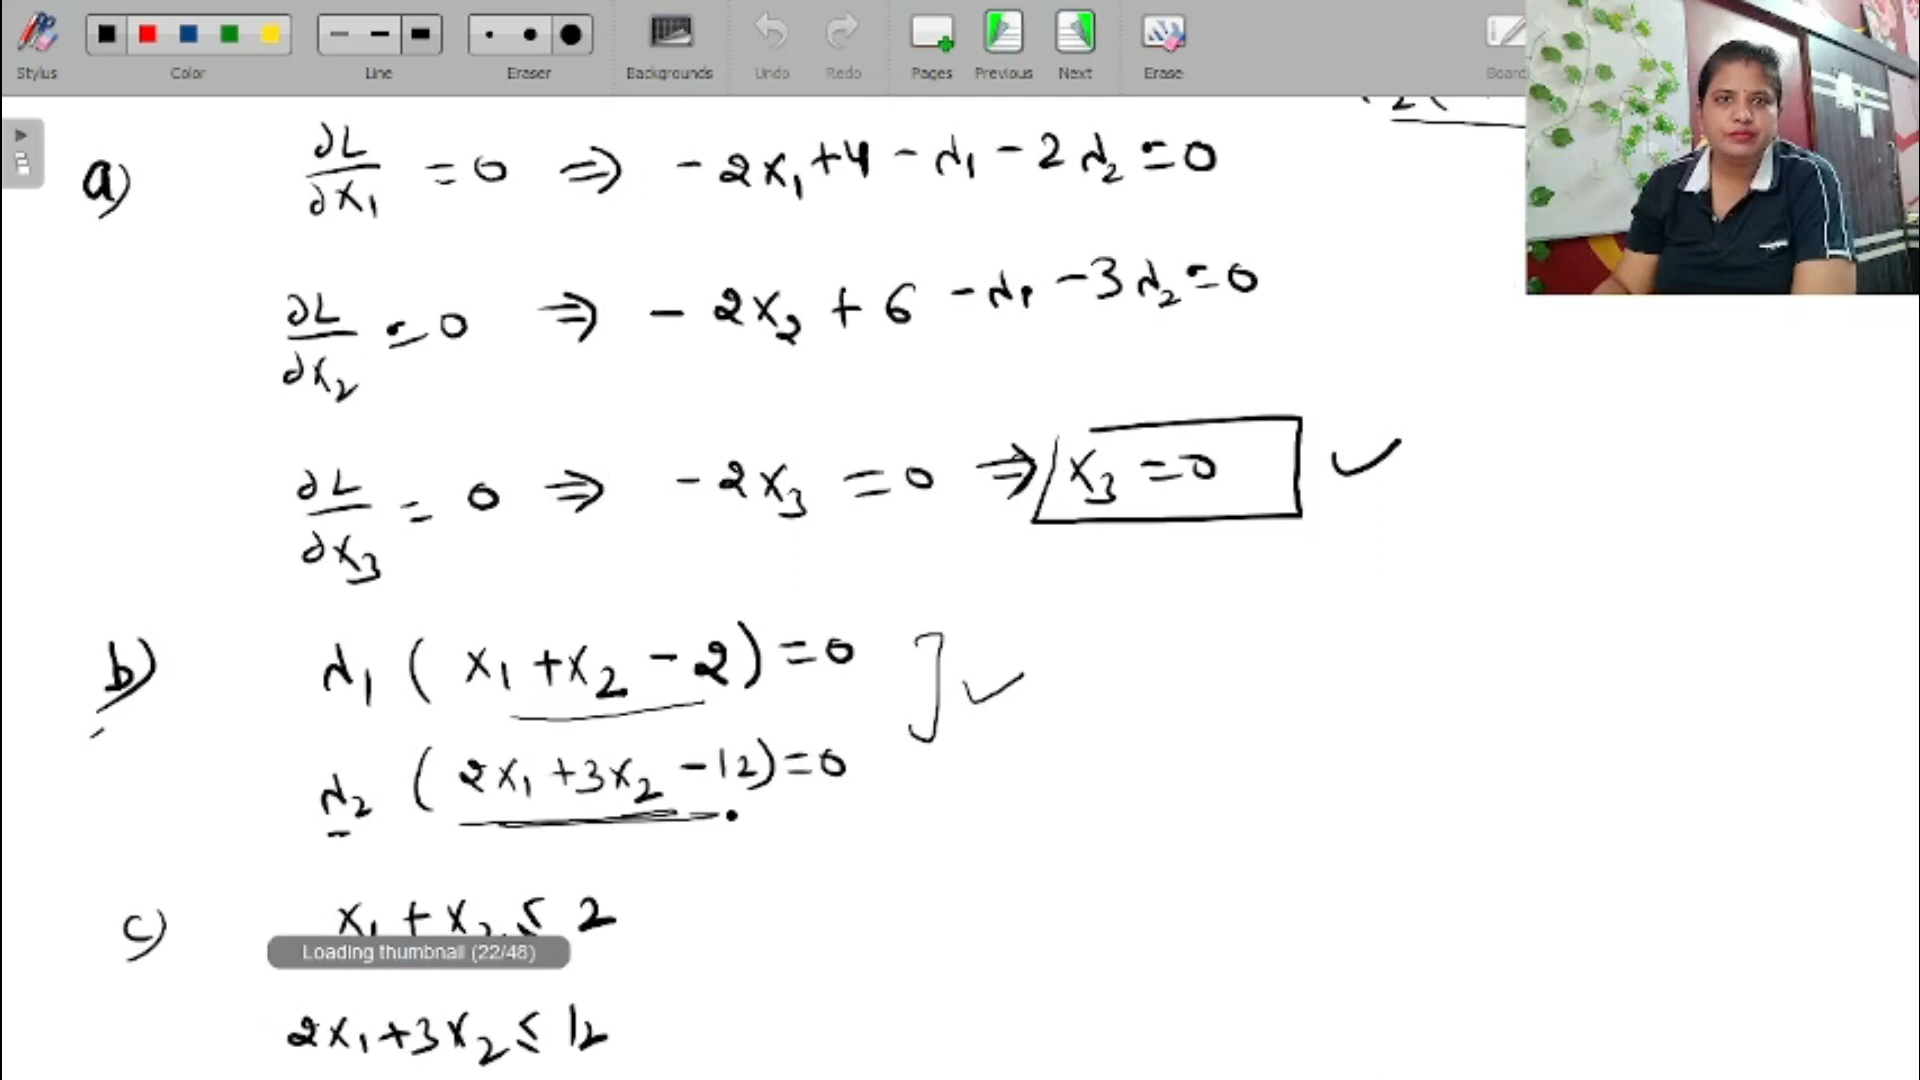 Stylus Color Line Eraser Backgrounds Undo Redo Pages Previous Next Erase Board
a) ∂L/∂x₁ = 0 ⇒ -2x₁ + 4 - λ₁ - 2λ₂ = 0
∂L/∂x₂ = 0 ⇒ -2x₂ + 6 - λ₁ - 3λ₂ = 0
∂L/∂x₃ = 0 ⇒ -2x₃ = 0 ⇒ x₃ = 0 ✓
b) λ₁ (x₁ + x₂ - 2) = 0
λ₂ (2x₁ + 3x₂ - 12) = 0 ] ✓
c) x₁ + x₂ ≤ 2
Loading thumbnail (22/48)
2x₁ + 3x₂ ≤ 12